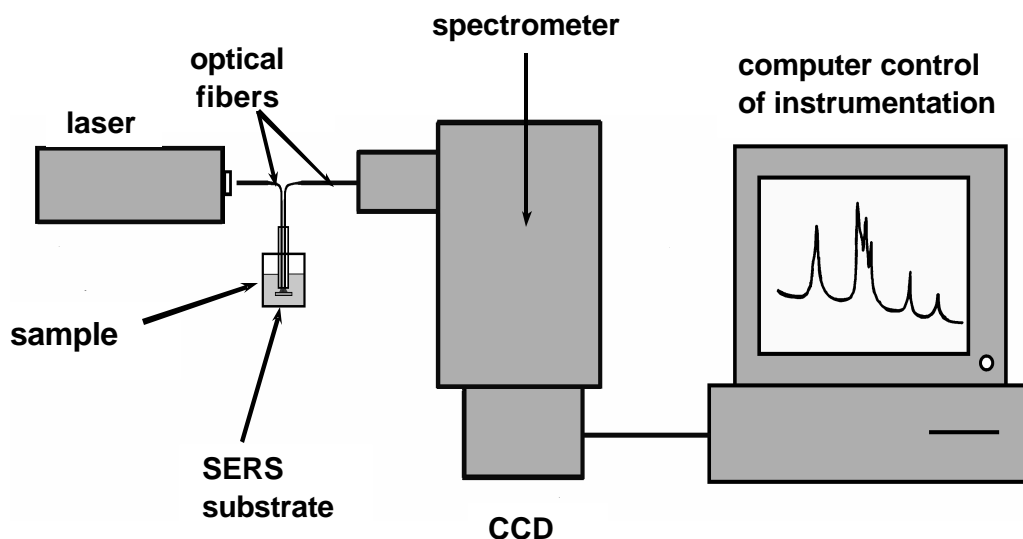 spectrometer
optical
fibers
computer control
of instrumentation
laser
sample
SERS
substrate
CCD